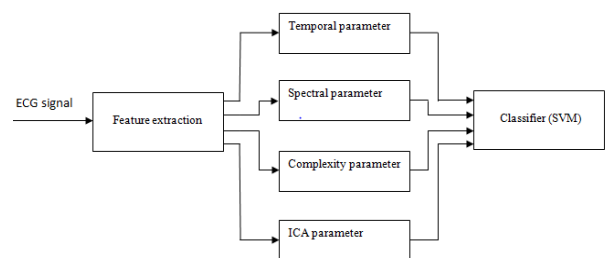 Temporal parameter
Spectral parameter
ECG signal
Feature extraction
Classifier (SVM)
Complexity parameter
ICA parameter